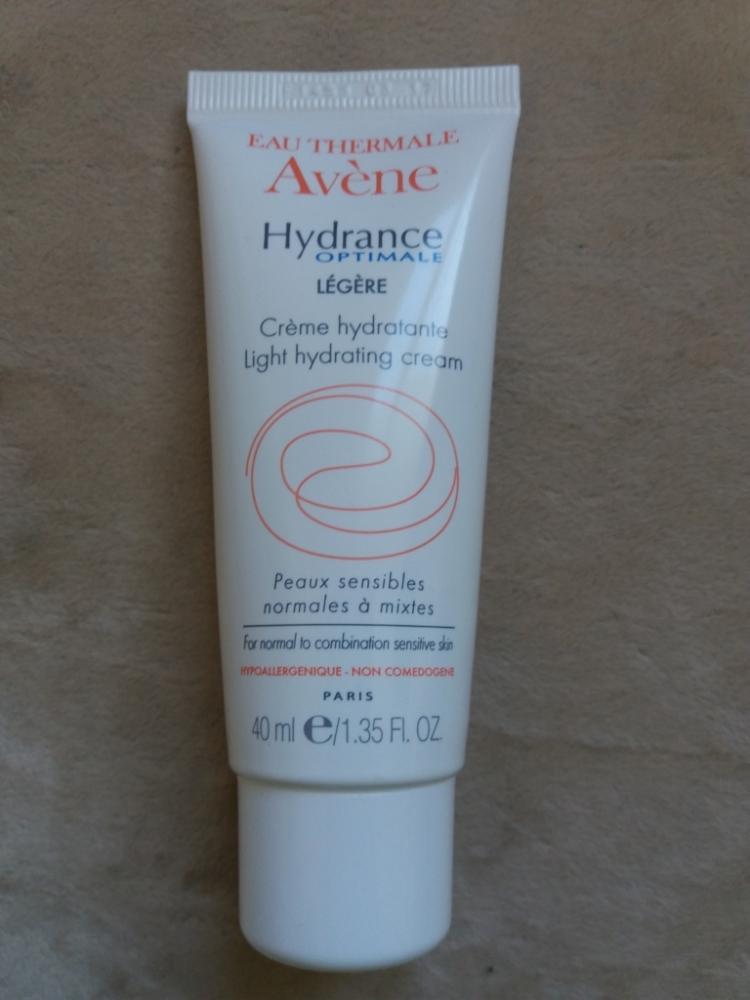 EAU THERMALE
Avène
Hydrance
OPTIMALE
LÉGÈRE
Crème hydratante
Light hydrating cream
Peaux sensibles
normales à mixtes
For normal to combination sensitive skin
HYPOALLERGENIQUE - NON COMEDOGENE
PARIS
40 ml e/1.35 Fl. OZ.